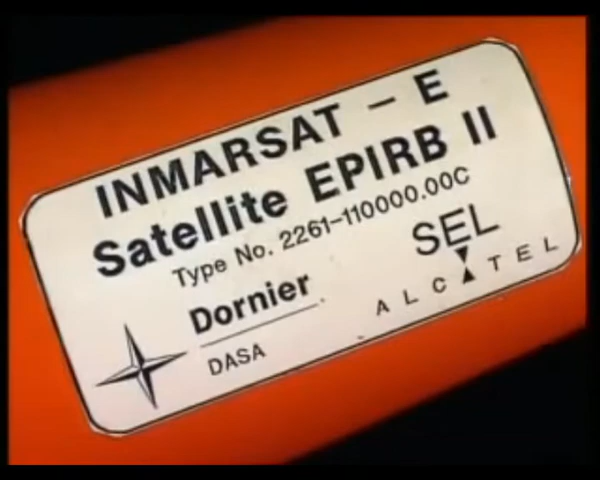 INMARSAT - E
Satellite EPIRB II
Type No. 2261-110000.00C
Dornier
DASA
SEL
ALCATEL